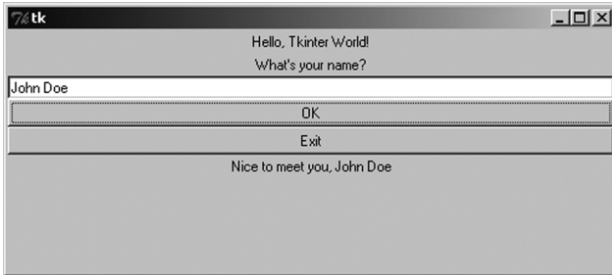 tk
Hello, Tkinter World!
What's your name?
John Doe
OK
Exit
Nice to meet you, John Doe